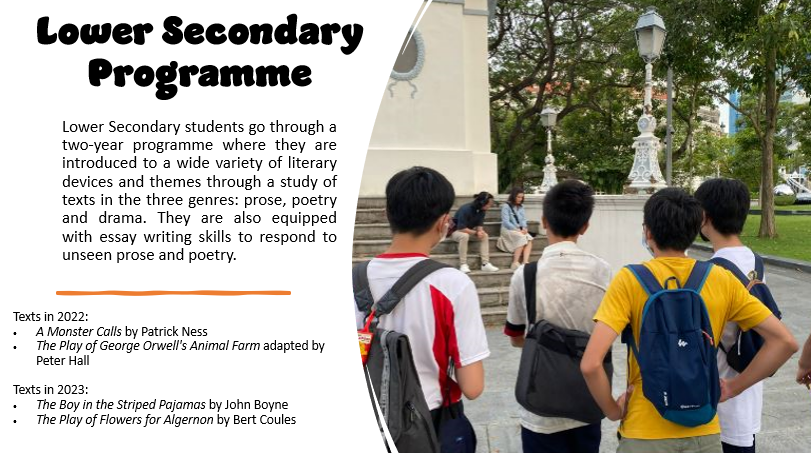 Lower Secondary
Programme
Lower Secondary students go through a
two-year programme where they are
introduced to a wide variety of literary
devices and themes through a study of
texts in the three genres: prose, poetry
and drama. They are also equipped
with essay writing skills to respond to
unseen prose and poetry.
Texts in 2022:
• A Monster Calls by Patrick Ness
• The Play of George Orwell's Animal Farm adapted by
Peter Hall
Texts in 2023:
• The Boy in the Striped Pajamas by John Boyne
• The Play of Flowers for Algernon by Bert Coules